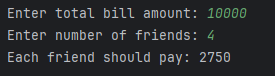 Enter total bill amount: 10000
Enter number of friends: 4
Each friend should pay: 2750